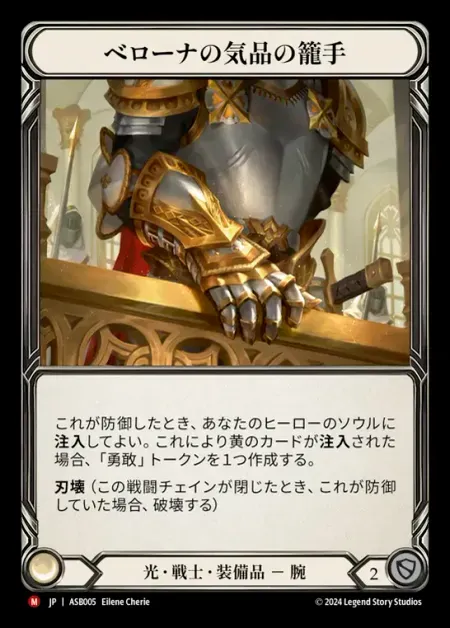 ベローナの気品の籠手
これが防御したとき、あなたのヒーローのソウルに
注入してよい。これにより黄のカードが注入された
場合、「勇敢」トークンを1つ作成する。
刃壊（この戦闘チェインが閉じたとき、これが防御
していた場合、破壊する）
光・戦士・装備品 － 腕
2
M JP | ASB005 Eilene Cherie
© 2024 Legend Story Studios